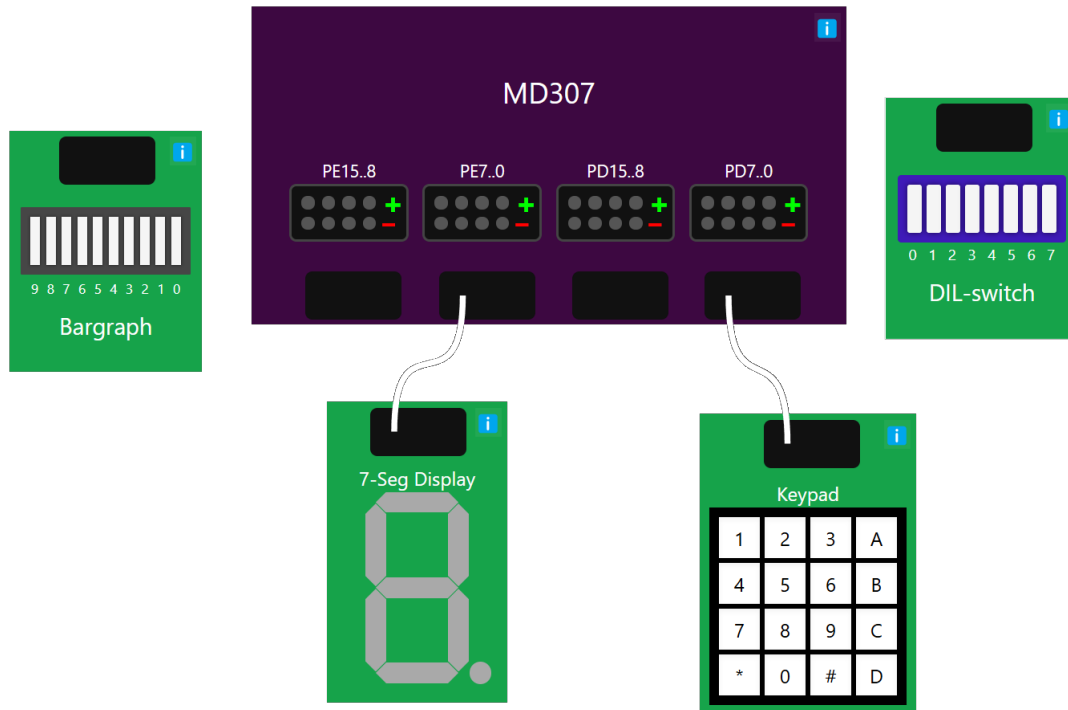 i
MD307
PE15..8 PE7..0 PD15..8 PD7..0
+ + + +
− − − −
i
9 8 7 6 5 4 3 2 1 0
Bargraph
i
0 1 2 3 4 5 6 7
DIL-switch
i
7-Seg Display
i
Keypad
1 2 3 A
4 5 6 B
7 8 9 C
* 0 # D